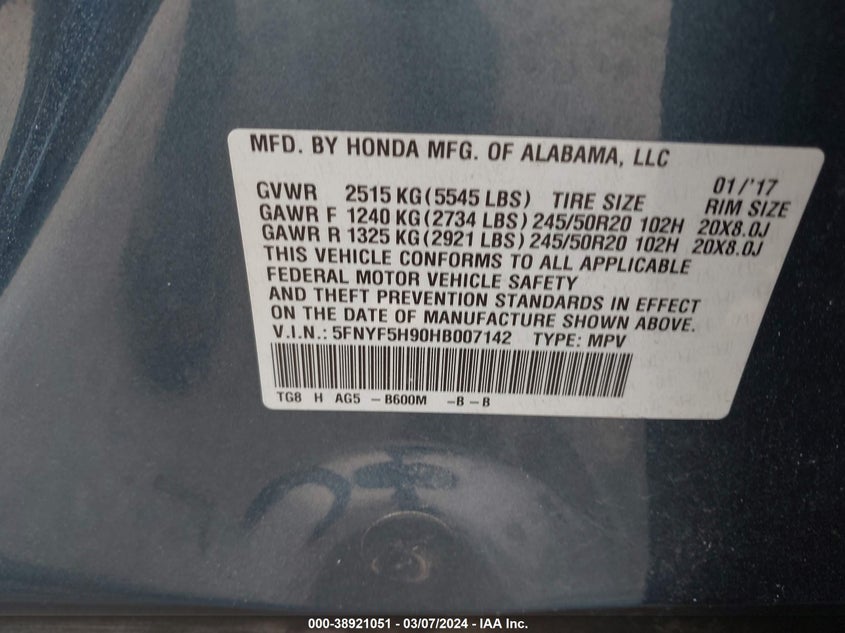 MFD. BY HONDA MFG. OF ALABAMA, LLC
01/'17
GVWR 2515 KG(5545 LBS) TIRE SIZE RIM SIZE
GAWR F 1240 KG(2734 LBS) 245/50R20 102H 20X8.0J
GAWR R 1325 KG(2921 LBS) 245/50R20 102H 20X8.0J
THIS VEHICLE CONFORMS TO ALL APPLICABLE
FEDERAL MOTOR VEHICLE SAFETY
AND THEFT PREVENTION STANDARDS IN EFFECT
ON THE DATE OF MANUFACTURE SHOWN ABOVE.
V.I.N.: 5FNYF5H90HB007142 TYPE: MPV
TG8 H AG5 -B600M -B-B
000-38921051 - 03/07/2024 - IAA Inc.